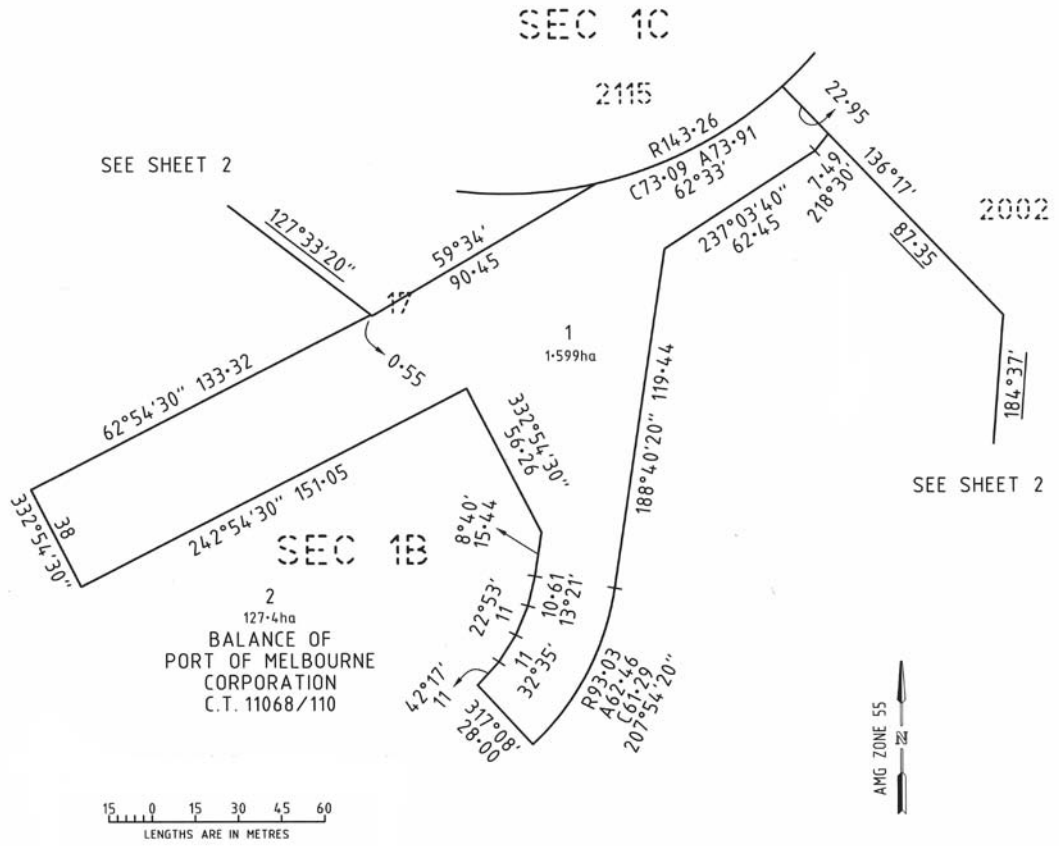 SEC 1C
2115
R143·26
C73·09 A73·91
62°33'
22·95
136°17'
7·49
218°30'
2002
87·35
184°37'
SEE SHEET 2
SEE SHEET 2
127°33'20"
59°34'
90·45
237°03'40"
62·45
17
0·55
1
1·599ha
62°54'30" 133·32
332°54'30"
38
242°54'30" 151·05
332°54'30"
56·26
188°40'20" 119·44
8°40'
15·44
SEC 1B
10·61
13°21'
22°53'
11
11
32°35'
42°17'
11
317°08'
28·00
R93·03
A62·46
C61·29
207°54'20"
2
127·4ha
BALANCE OF
PORT OF MELBOURNE
CORPORATION
C.T. 11068/110
AMG ZONE 55
N
15 0 15 30 45 60
LENGTHS ARE IN METRES